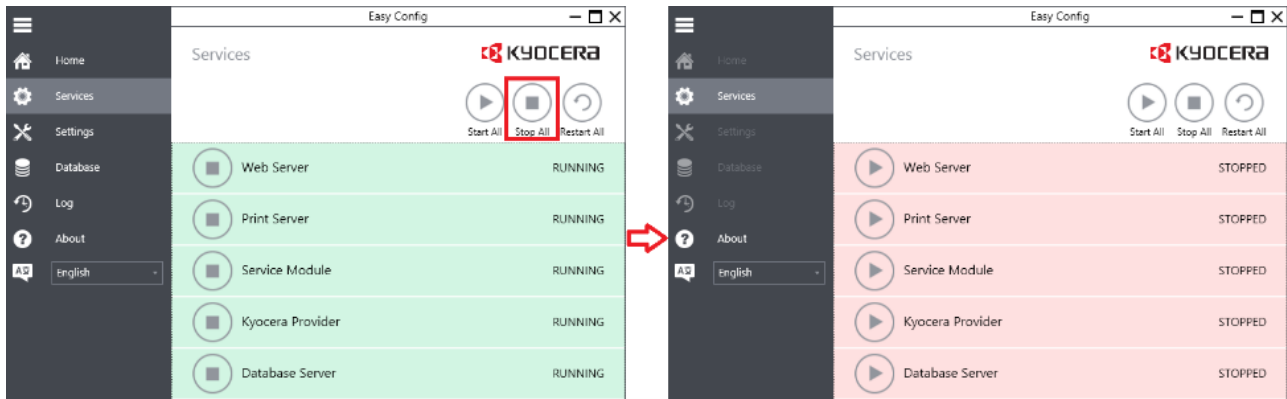 Easy Config
Services
KYOCERA
Home
Services
Settings
Database
Log
About
English
Start All Stop All Restart All
Web Server RUNNING
Print Server RUNNING
Service Module RUNNING
Kyocera Provider RUNNING
Database Server RUNNING
Easy Config
Services
KYOCERA
Home
Services
Settings
Database
Log
About
English
Start All Stop All Restart All
Web Server STOPPED
Print Server STOPPED
Service Module STOPPED
Kyocera Provider STOPPED
Database Server STOPPED